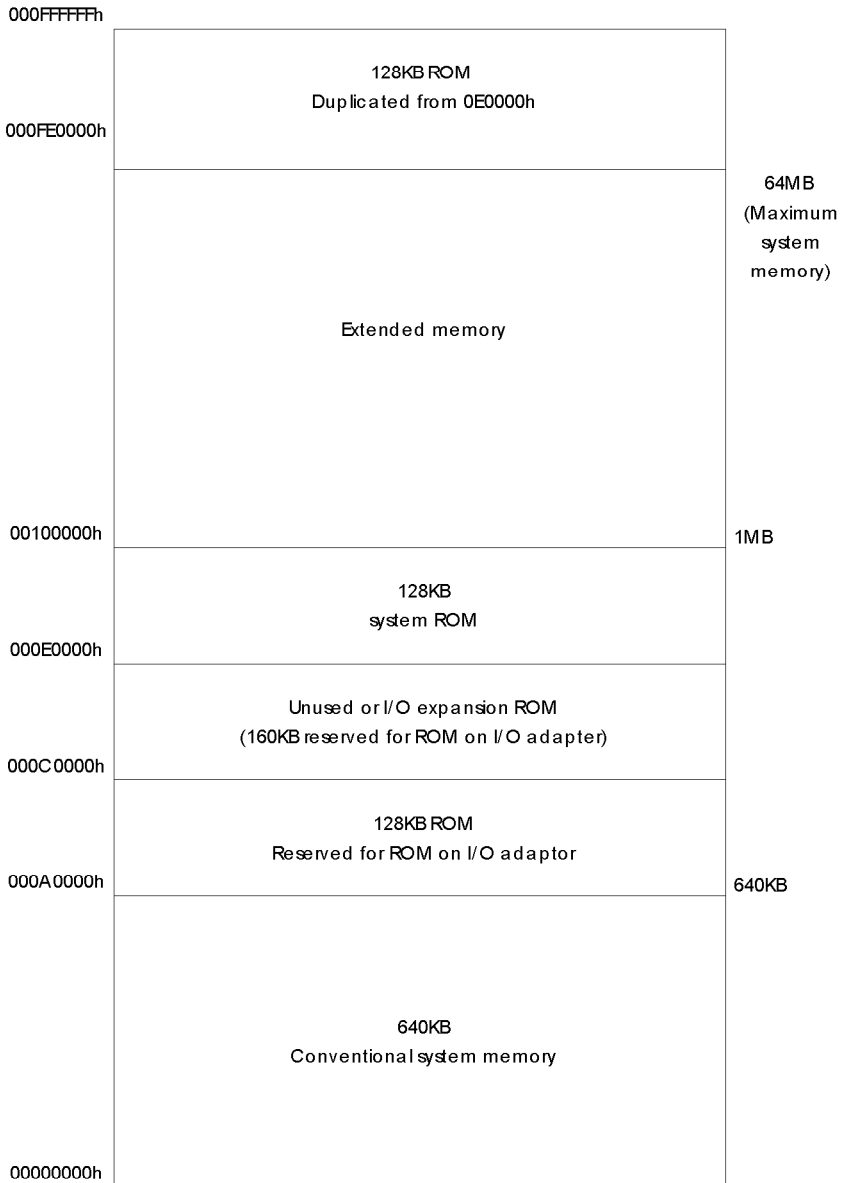 000FFFFFFh
128KB ROM
Duplicated from 0E0000h
000FE0000h
64MB
(Maximum
system
memory)
Extended memory
00100000h
1MB
128KB
system ROM
000E0000h
Unused or I/O expansion ROM
(160KB reserved for ROM on I/O adapter)
000C0000h
128KB ROM
Reserved for ROM on I/O adaptor
000A0000h
640KB
640KB
Conventional system memory
00000000h